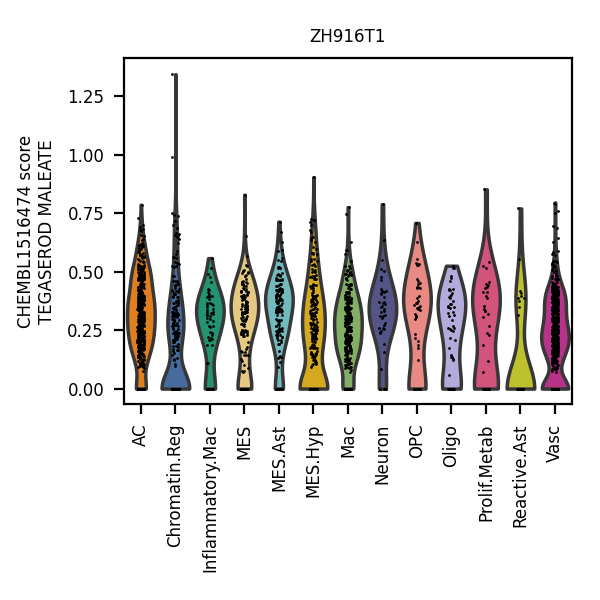 ZH916T1
CHEMBL1516474 score
TEGASEROD MALEATE
1.25
1.00
0.75
0.50
0.25
0.00
AC
Chromatin.Reg
Inflammatory.Mac
MES
MES.Ast
MES.Hyp
Mac
Neuron
OPC
Oligo
Prolif.Metab
Reactive.Ast
Vasc